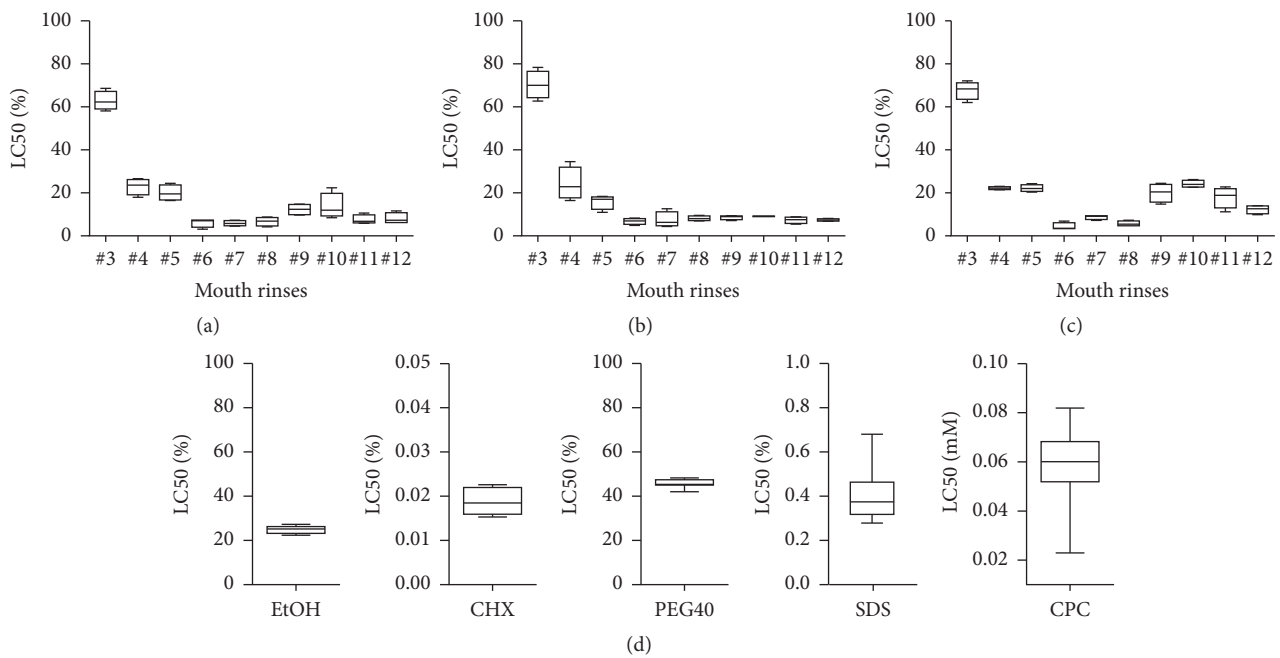 100
80
60
40
20
0
LC50 (%)
#3 #4 #5 #6 #7 #8 #9 #10 #11 #12
Mouth rinses
(a)
100
80
60
40
20
0
LC50 (%)
#3 #4 #5 #6 #7 #8 #9 #10 #11 #12
Mouth rinses
(b)
100
80
60
40
20
0
LC50 (%)
#3 #4 #5 #6 #7 #8 #9 #10 #11 #12
Mouth rinses
(c)
100
80
60
40
20
0
LC50 (%)
EtOH
0.05
0.04
0.03
0.02
0.01
0.00
LC50 (%)
CHX
100
80
60
40
20
0
LC50 (%)
PEG40
1.0
0.8
0.6
0.4
0.2
0.0
LC50 (%)
SDS
0.10
0.08
0.06
0.04
0.02
LC50 (mM)
CPC
(d)